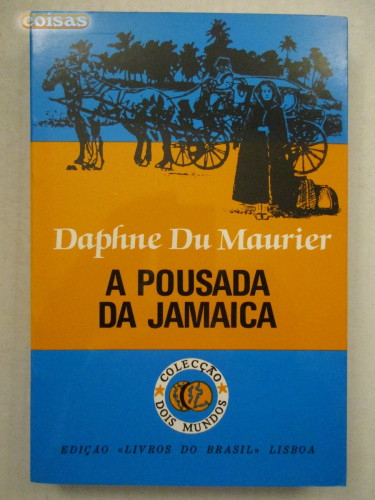 coisas
Daphne Du Maurier
A POUSADA
DA JAMAICA
COLECÇÃO
DOIS MUNDOS
EDIÇÃO «LIVROS DO BRASIL» LISBOA